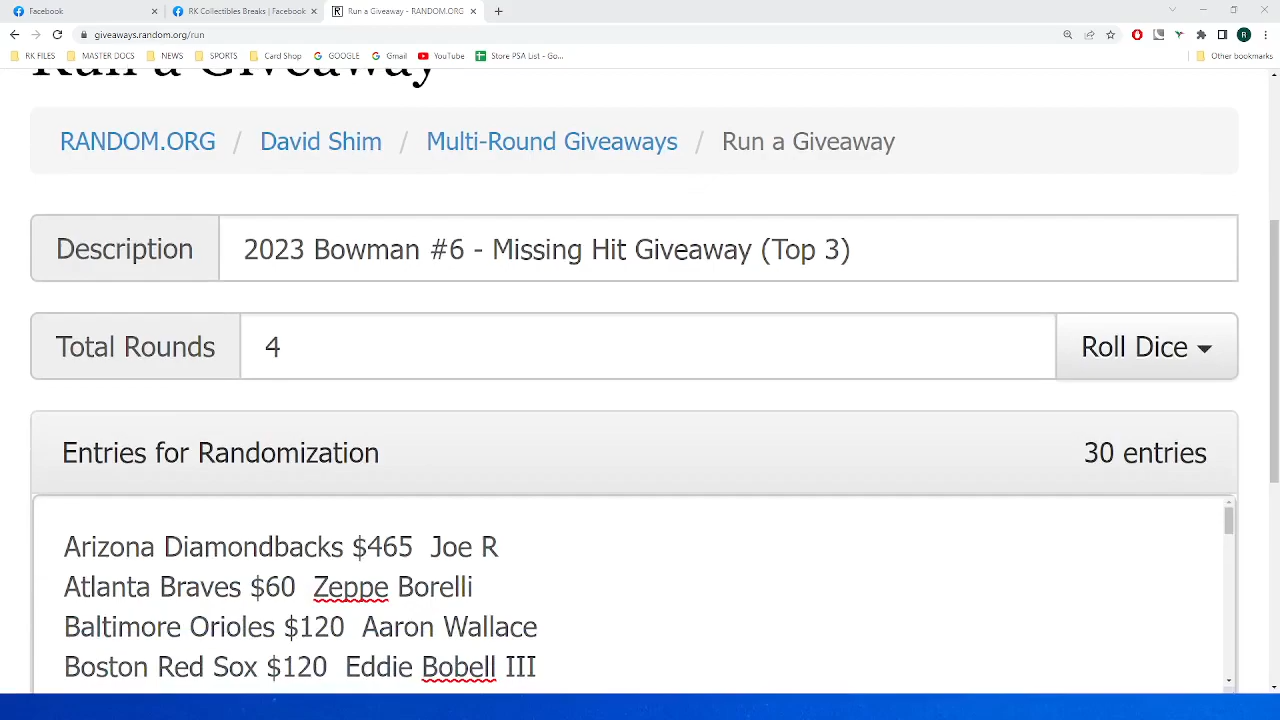 Facebook
RK Collectibles Breaks | Facebook
Run a Giveaway - RANDOM.ORG
giveaways.random.org/run
RK FILES
MASTER DOCS
NEWS
SPORTS
Card Shop
GOOGLE
Gmail
YouTube
Store PSA List - Go...
Other bookmarks
Run a Giveaway
RANDOM.ORG / David Shim / Multi-Round Giveaways / Run a Giveaway
Description 2023 Bowman #6 - Missing Hit Giveaway (Top 3)
Total Rounds 4 Roll Dice
Entries for Randomization 30 entries
Arizona Diamondbacks $465 Joe R
Atlanta Braves $60 Zeppe Borelli
Baltimore Orioles $120 Aaron Wallace
Boston Red Sox $120 Eddie Bobell III